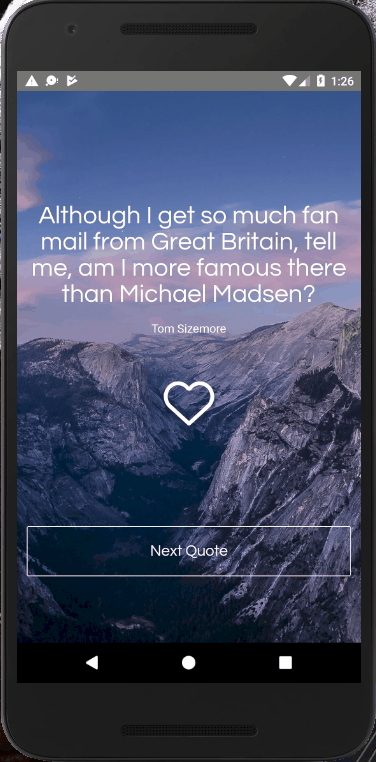 1:26
Although I get so much fan
mail from Great Britain, tell
me, am I more famous there
than Michael Madsen?
Tom Sizemore
Next Quote